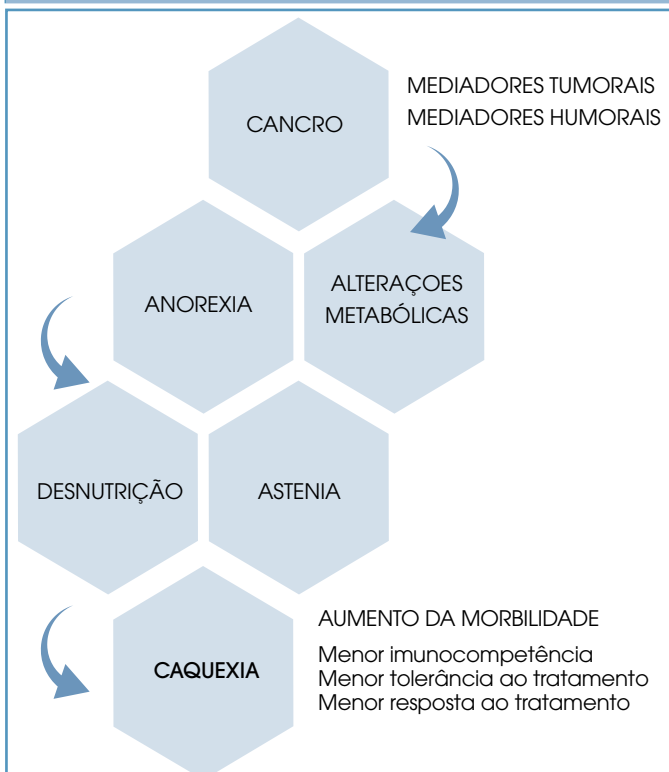 CANCRO
MEDIADORES TUMORAIS
MEDIADORES HUMORAIS
ANOREXIA
ALTERAÇOES
METABÓLICAS
DESNUTRIÇÃO
ASTENIA
CAQUEXIA
AUMENTO DA MORBILIDADE
Menor imunocompetência
Menor tolerância ao tratamento
Menor resposta ao tratamento